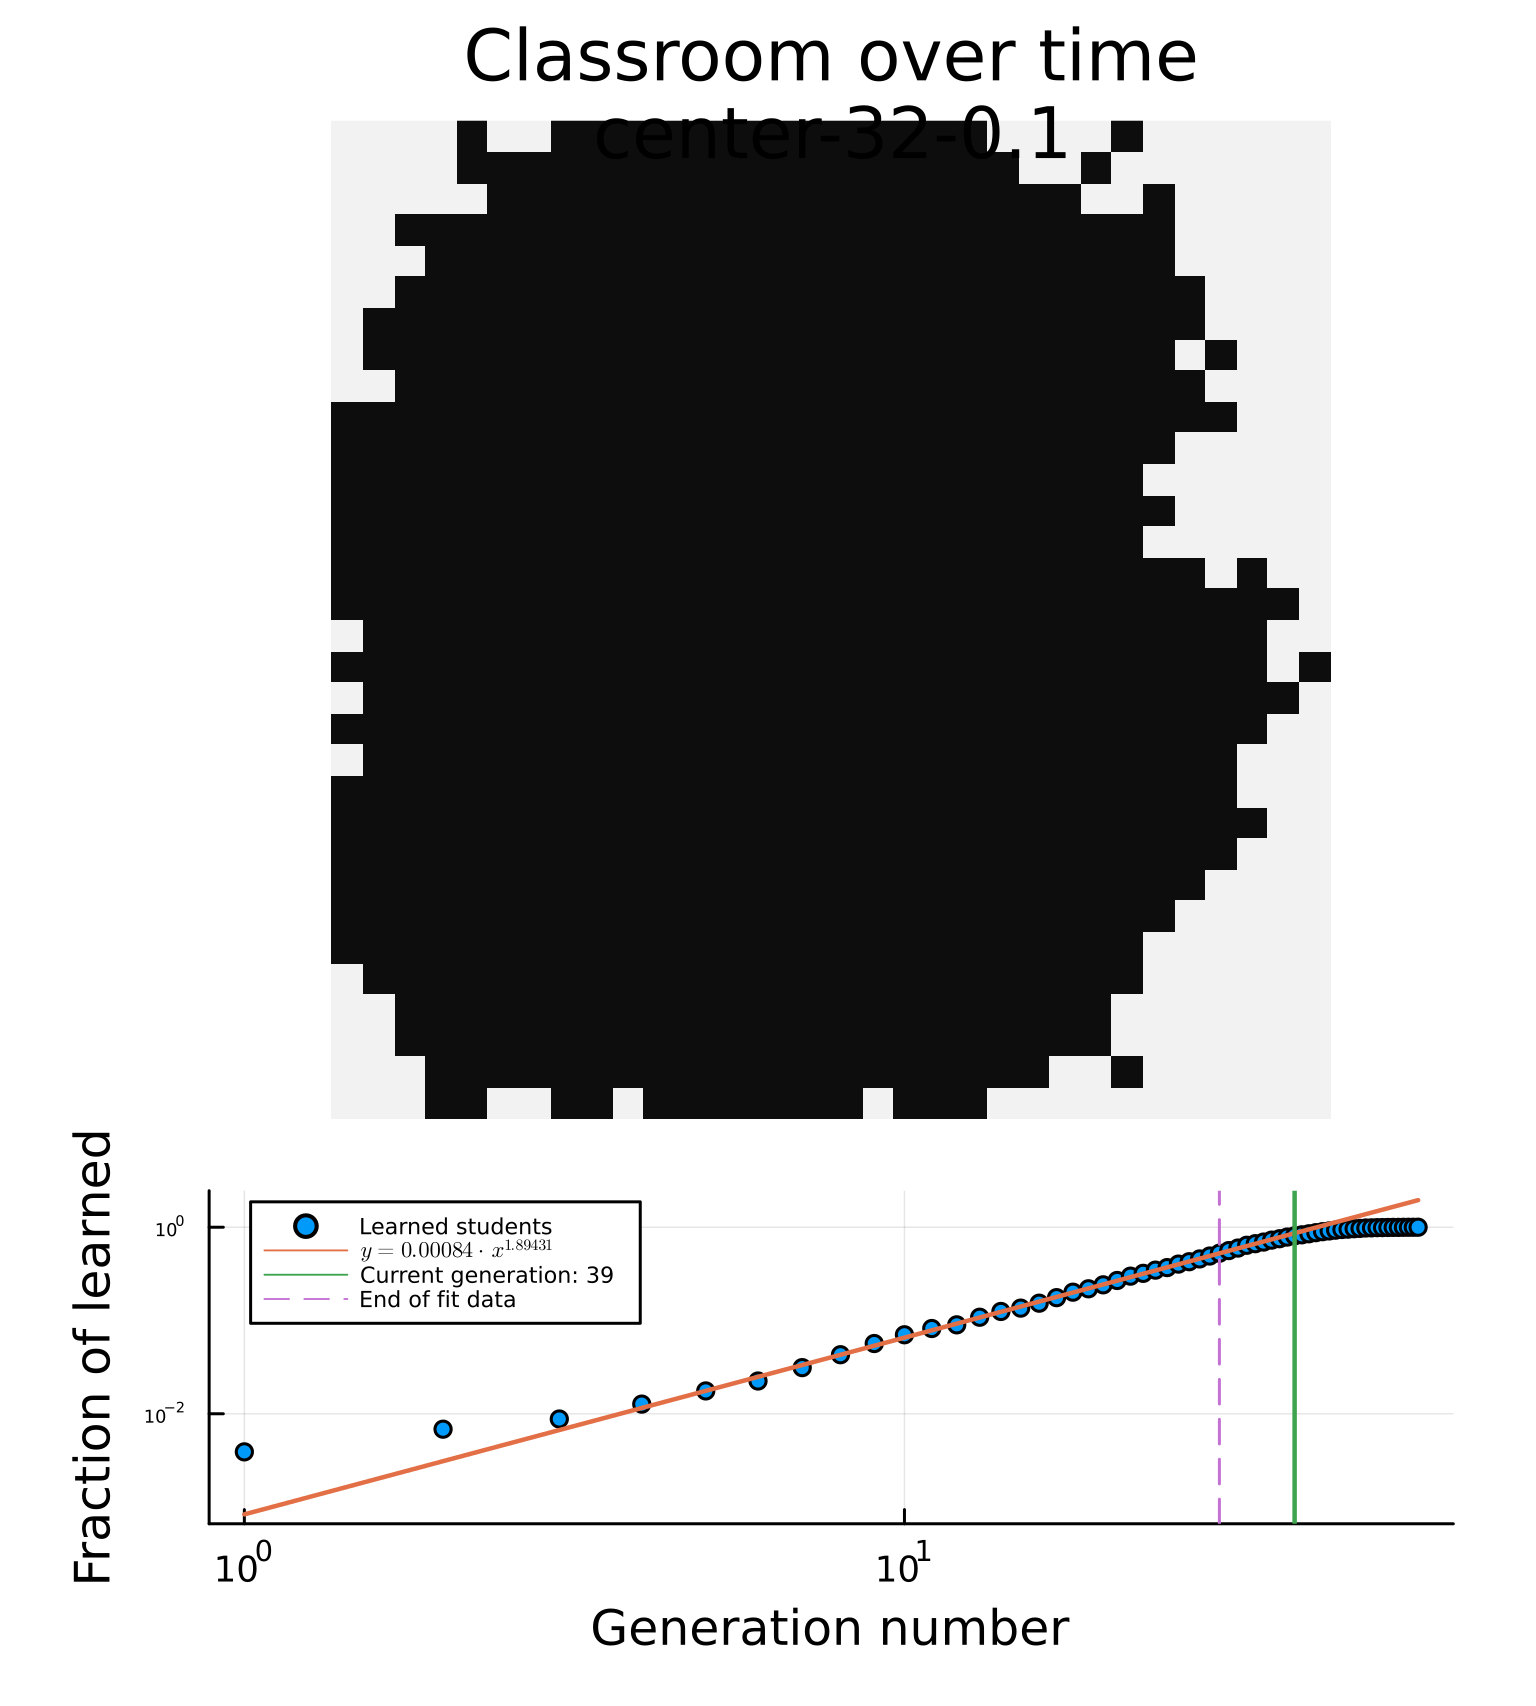 Classroom over time
center-32-0.1
Fraction of learned
10⁰
10⁻²
Learned students
y = 0.00084 · x^1.89431
Current generation: 39
End of fit data
10⁰
10¹
Generation number